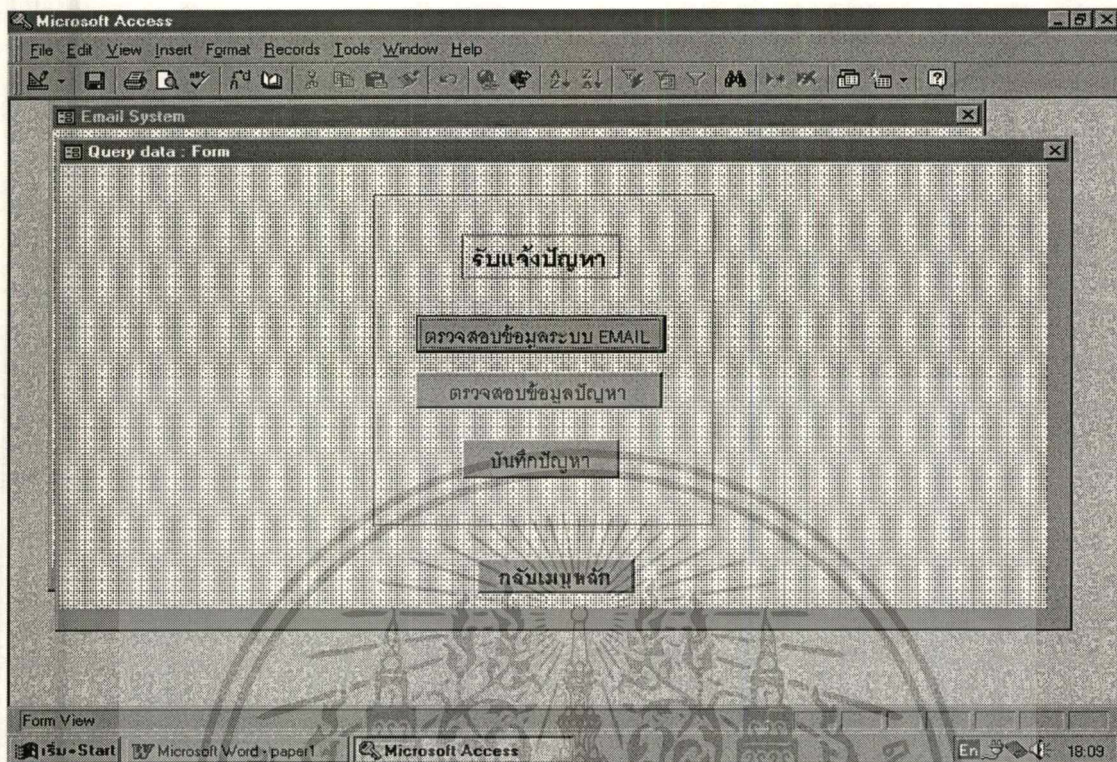 Microsoft Access
File Edit View Insert Format Records Tools Window Help
Email System
Query data : Form
รับแจ้งปัญหา
ตรวจสอบข้อมูลระบบ EMAIL
ตรวจสอบข้อมูลปัญหา
บันทึกปัญหา
กลับเมนูหลัก
Form View
เริ่ม-Start Microsoft Word - paper1 Microsoft Access En 18:09